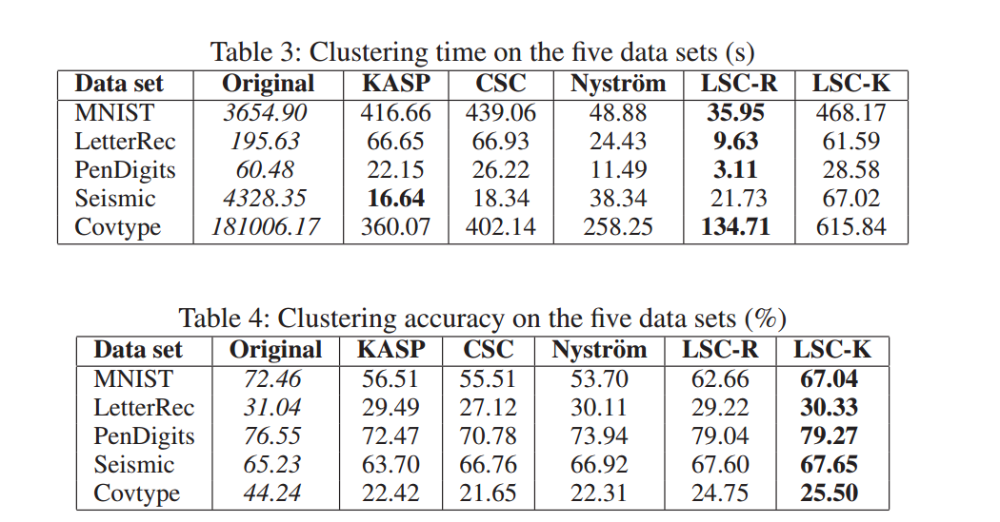 Table 3: Clustering time on the five data sets (s)
Data set Original KASP CSC Nyström LSC-R LSC-K
MNIST 3654.90 416.66 439.06 48.88 35.95 468.17
LetterRec 195.63 66.65 66.93 24.43 9.63 61.59
PenDigits 60.48 22.15 26.22 11.49 3.11 28.58
Seismic 4328.35 16.64 18.34 38.34 21.73 67.02
Covtype 181006.17 360.07 402.14 258.25 134.71 615.84
Table 4: Clustering accuracy on the five data sets (%)
Data set Original KASP CSC Nyström LSC-R LSC-K
MNIST 72.46 56.51 55.51 53.70 62.66 67.04
LetterRec 31.04 29.49 27.12 30.11 29.22 30.33
PenDigits 76.55 72.47 70.78 73.94 79.04 79.27
Seismic 65.23 63.70 66.76 66.92 67.60 67.65
Covtype 44.24 22.42 21.65 22.31 24.75 25.50